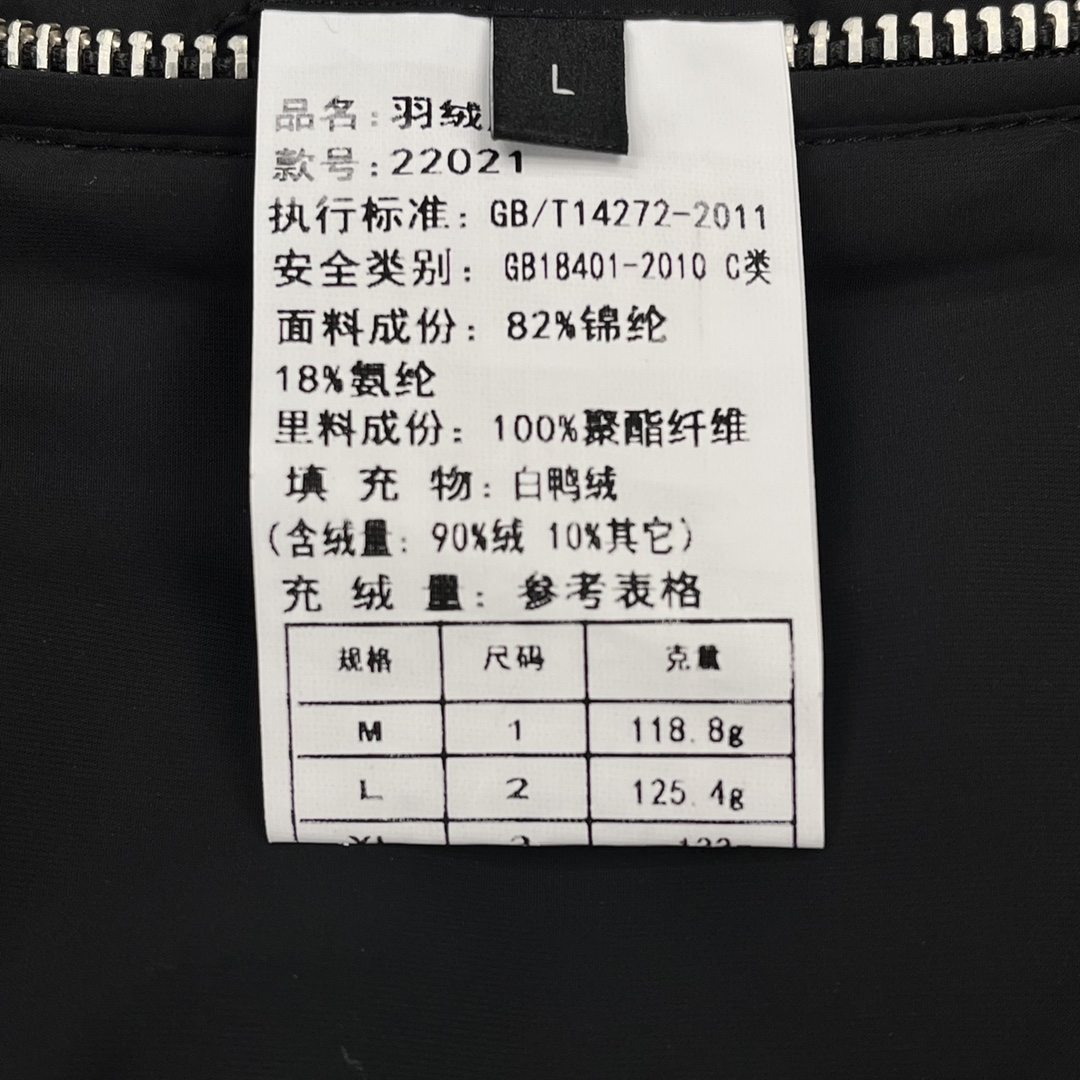 L
品名:羽绒
款号:22021
执行标准: GB/T14272-2011
安全类别: GB18401-2010 C类
面料成份: 82%锦纶
18%氨纶
里料成份: 100%聚酯纤维
填 充 物: 白鸭绒
(含绒量: 90%绒 10%其它)
充 绒 量: 参考表格
规格 尺码 克量
M 1 118.8g
L 2 125.4g